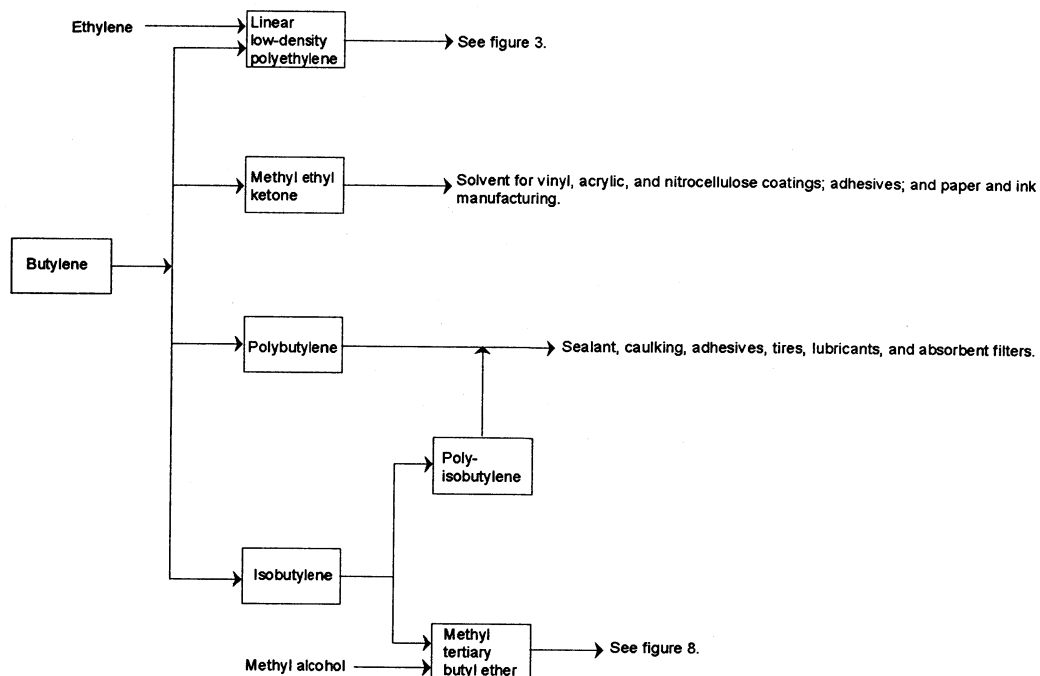 Ethylene
Linear
low-density
polyethylene
See figure 3.
Methyl ethyl
ketone
Solvent for vinyl, acrylic, and nitrocellulose coatings; adhesives; and paper and ink
manufacturing.
Butylene
Polybutylene
Sealant, caulking, adhesives, tires, lubricants, and absorbent filters.
Poly-
isobutylene
Isobutylene
Methyl
tertiary
butyl ether
See figure 8.
Methyl alcohol